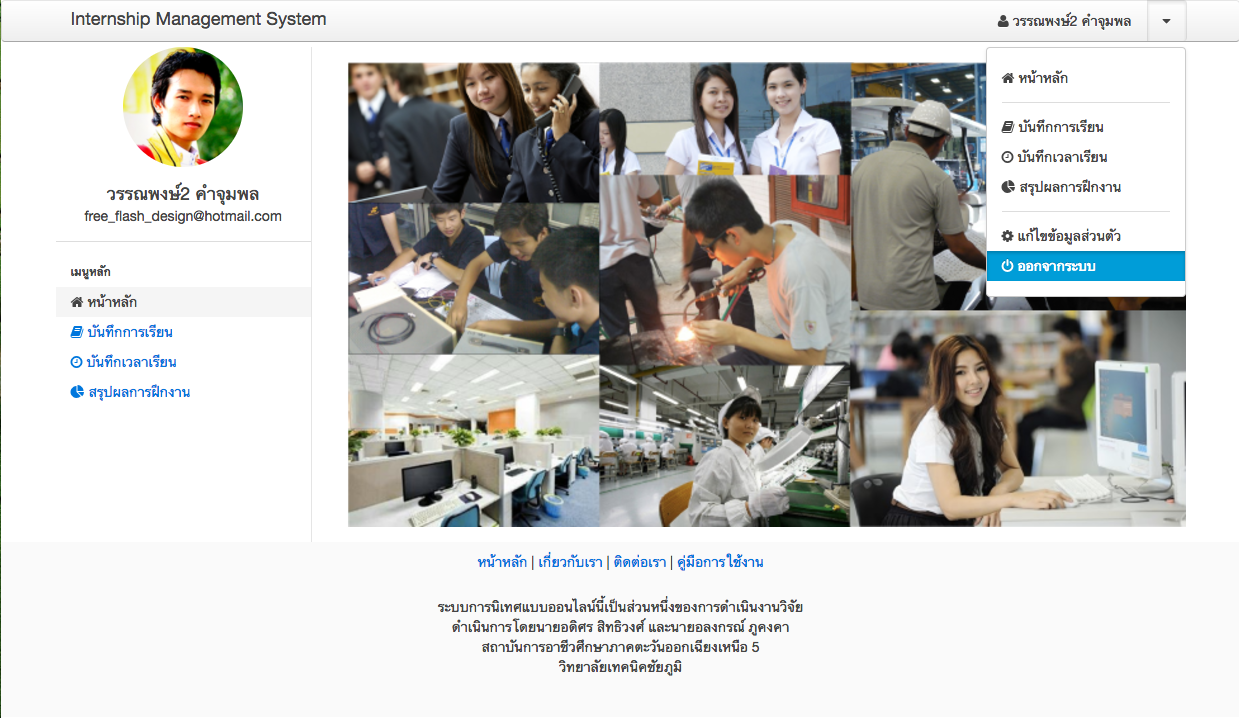 Internship Management System
วรรณพงษ์2 คำจุมพล
หน้าหลัก
บันทึกการเรียน
บันทึกเวลาเรียน
สรุปผลการฝึกงาน
แก้ไขข้อมูลส่วนตัว
ออกจากระบบ
วรรณพงษ์2 คำจุมพล
free_flash_design@hotmail.com
เมนูหลัก
หน้าหลัก
บันทึกการเรียน
บันทึกเวลาเรียน
สรุปผลการฝึกงาน
หน้าหลัก | เกี่ยวกับเรา | ติดต่อเรา | คู่มือการใช้งาน
ระบบการนิเทศแบบออนไลน์นี้เป็นส่วนหนึ่งของการดำเนินงานวิจัย
ดำเนินการโดยนายอดิศร สิทธิวงศ์ และนายอลงกรณ์ ภูคงคา
สถาบันการอาชีวศึกษาภาคตะวันออกเฉียงเหนือ 5
วิทยาลัยเทคนิคชัยภูมิ